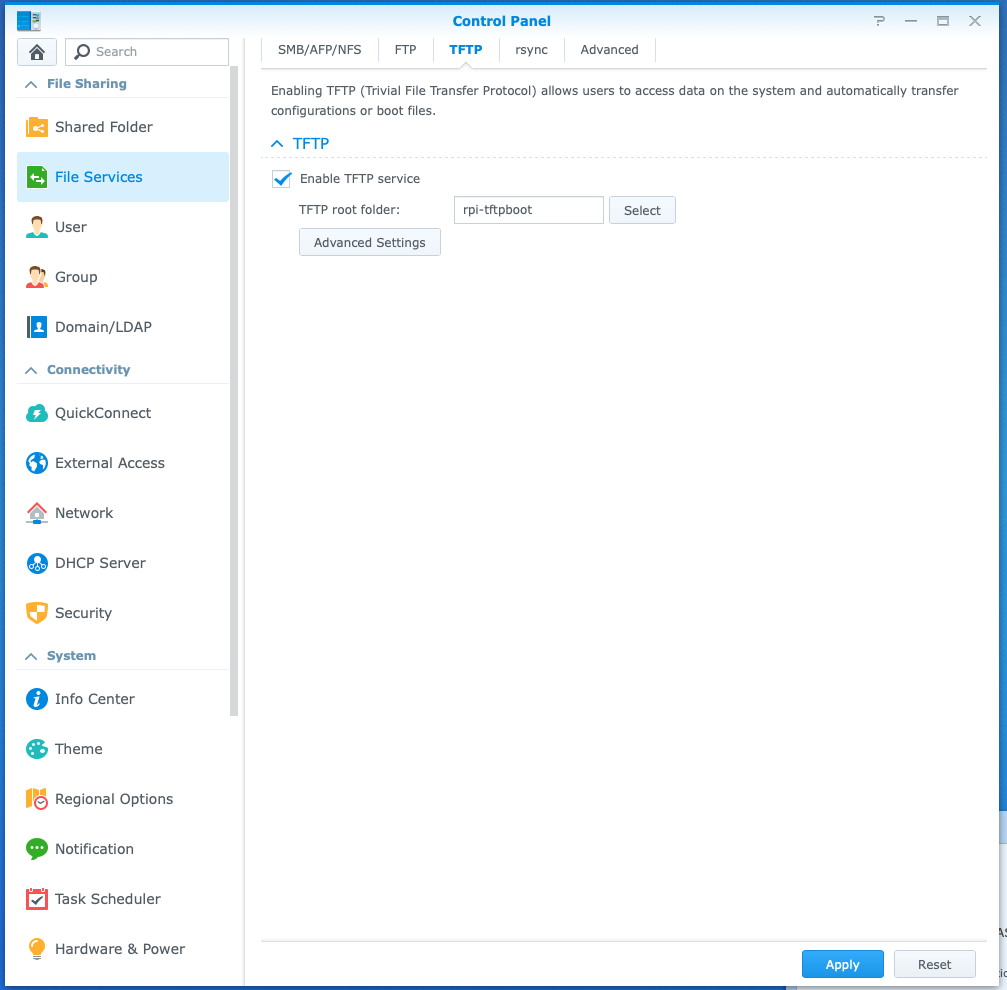 Control Panel
Search
SMB/AFP/NFS
FTP
TFTP
rsync
Advanced
File Sharing
Shared Folder
File Services
User
Group
Domain/LDAP
Connectivity
QuickConnect
External Access
Network
DHCP Server
Security
System
Info Center
Theme
Regional Options
Notification
Task Scheduler
Hardware & Power
Enabling TFTP (Trivial File Transfer Protocol) allows users to access data on the system and automatically transfer
configurations or boot files.
TFTP
Enable TFTP service
TFTP root folder:
rpi-tftpboot
Select
Advanced Settings
Apply
Reset